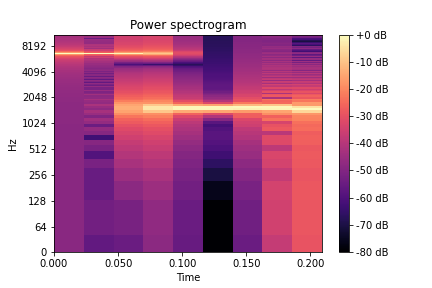 Power spectrogram
8192
4096
2048
1024
512
256
128
64
0
Hz
0.000
0.050
0.100
0.150
0.200
Time
+0 dB
-10 dB
-20 dB
-30 dB
-40 dB
-50 dB
-60 dB
-70 dB
-80 dB